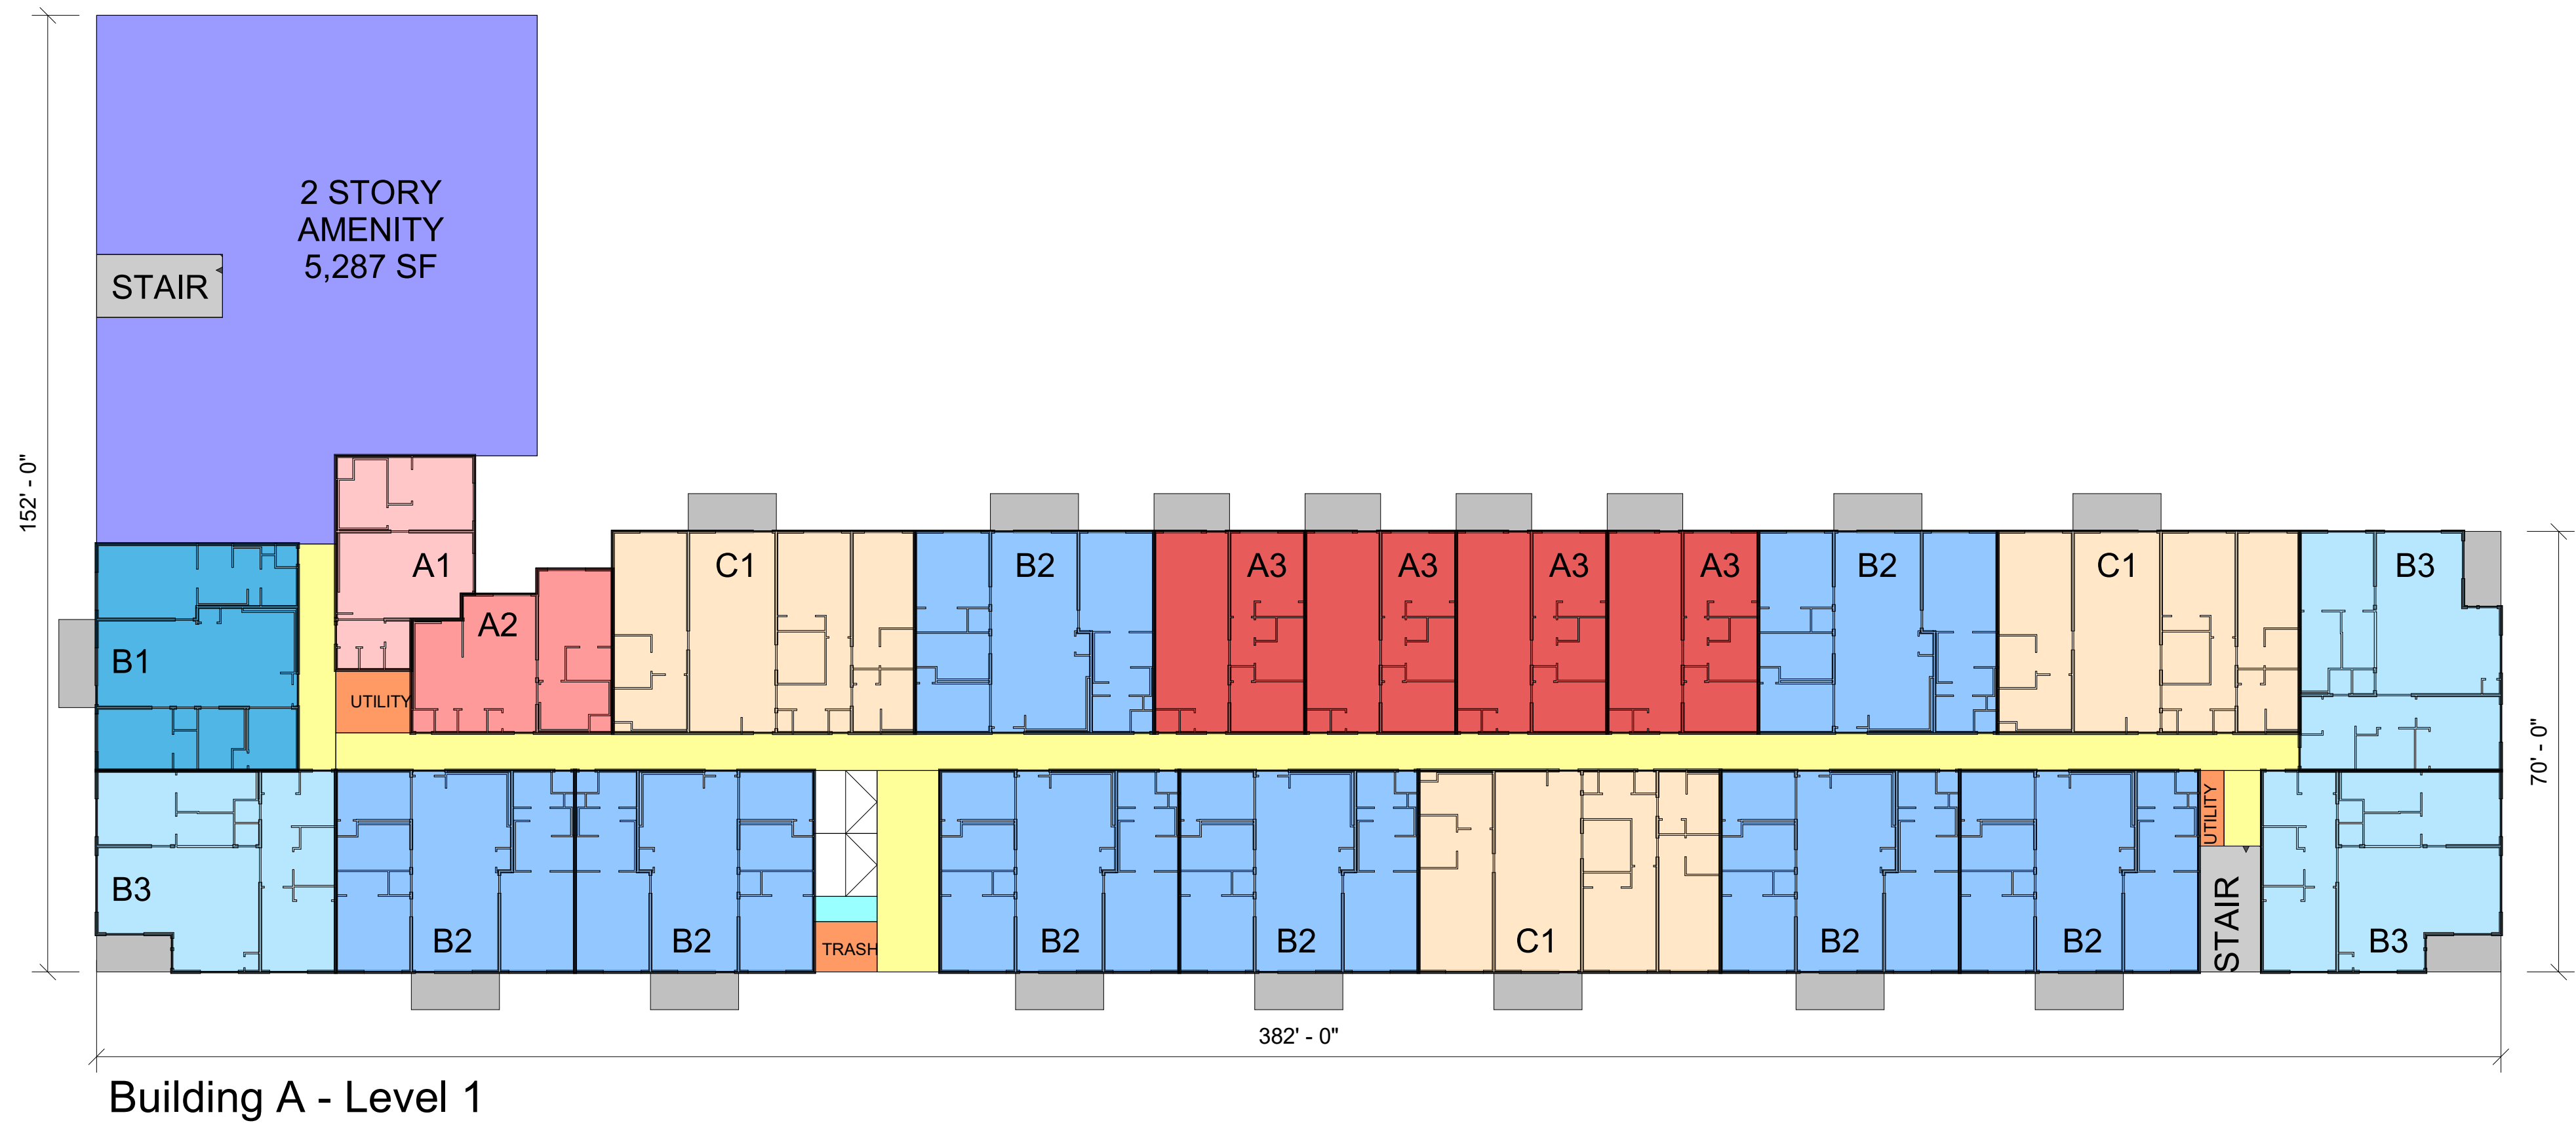 2 STORY
AMENITY
5,287 SF
STAIR
152' - 0"
A1
C1
B2
A3
A3
A3
A3
B2
C1
B3
A2
B1
UTILITY
70' - 0"
UTILITY
B3
STAIR
B2
B2
TRASH
B2
B2
C1
B2
B2
B3
382' - 0"
Building A - Level 1